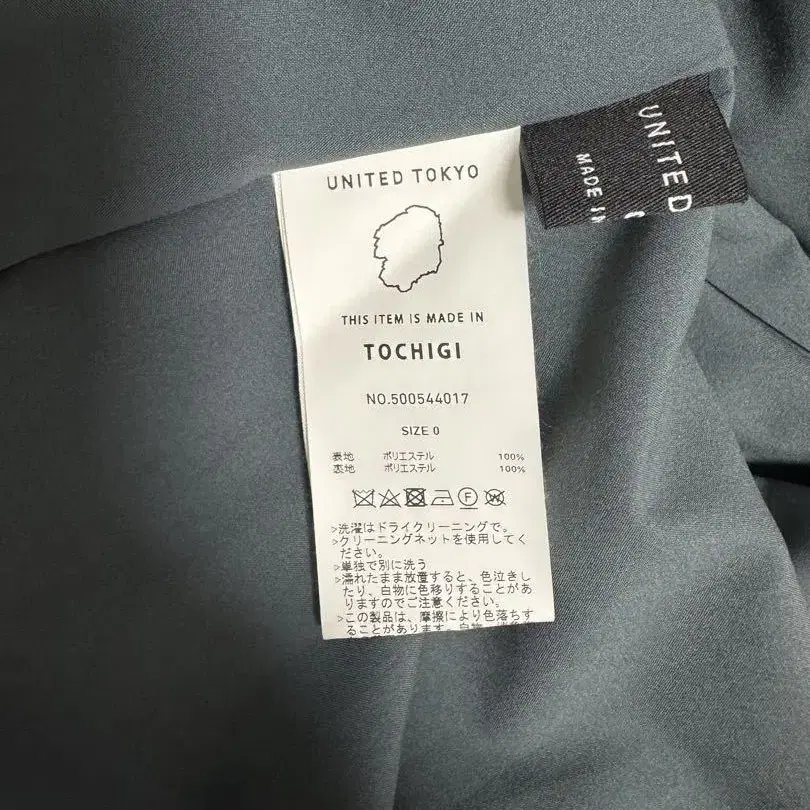 UNITED TOKYO
THIS ITEM IS MADE IN
TOCHIGI
NO.500544017
SIZE 0
表地 ポリエステル 100%
裏地 ポリエステル 100%
>洗濯はドライクリーニングで。
>クリーニングネットを使用してく
ださい。
>単独で別に洗う
>濡れたまま放置すると、色泣きし
たり、白物に色移りすることがあ
りますのでご注意ください。
>この製品は、摩擦により色落ちす
ることがあります。白物、
UNITED
MADE IN